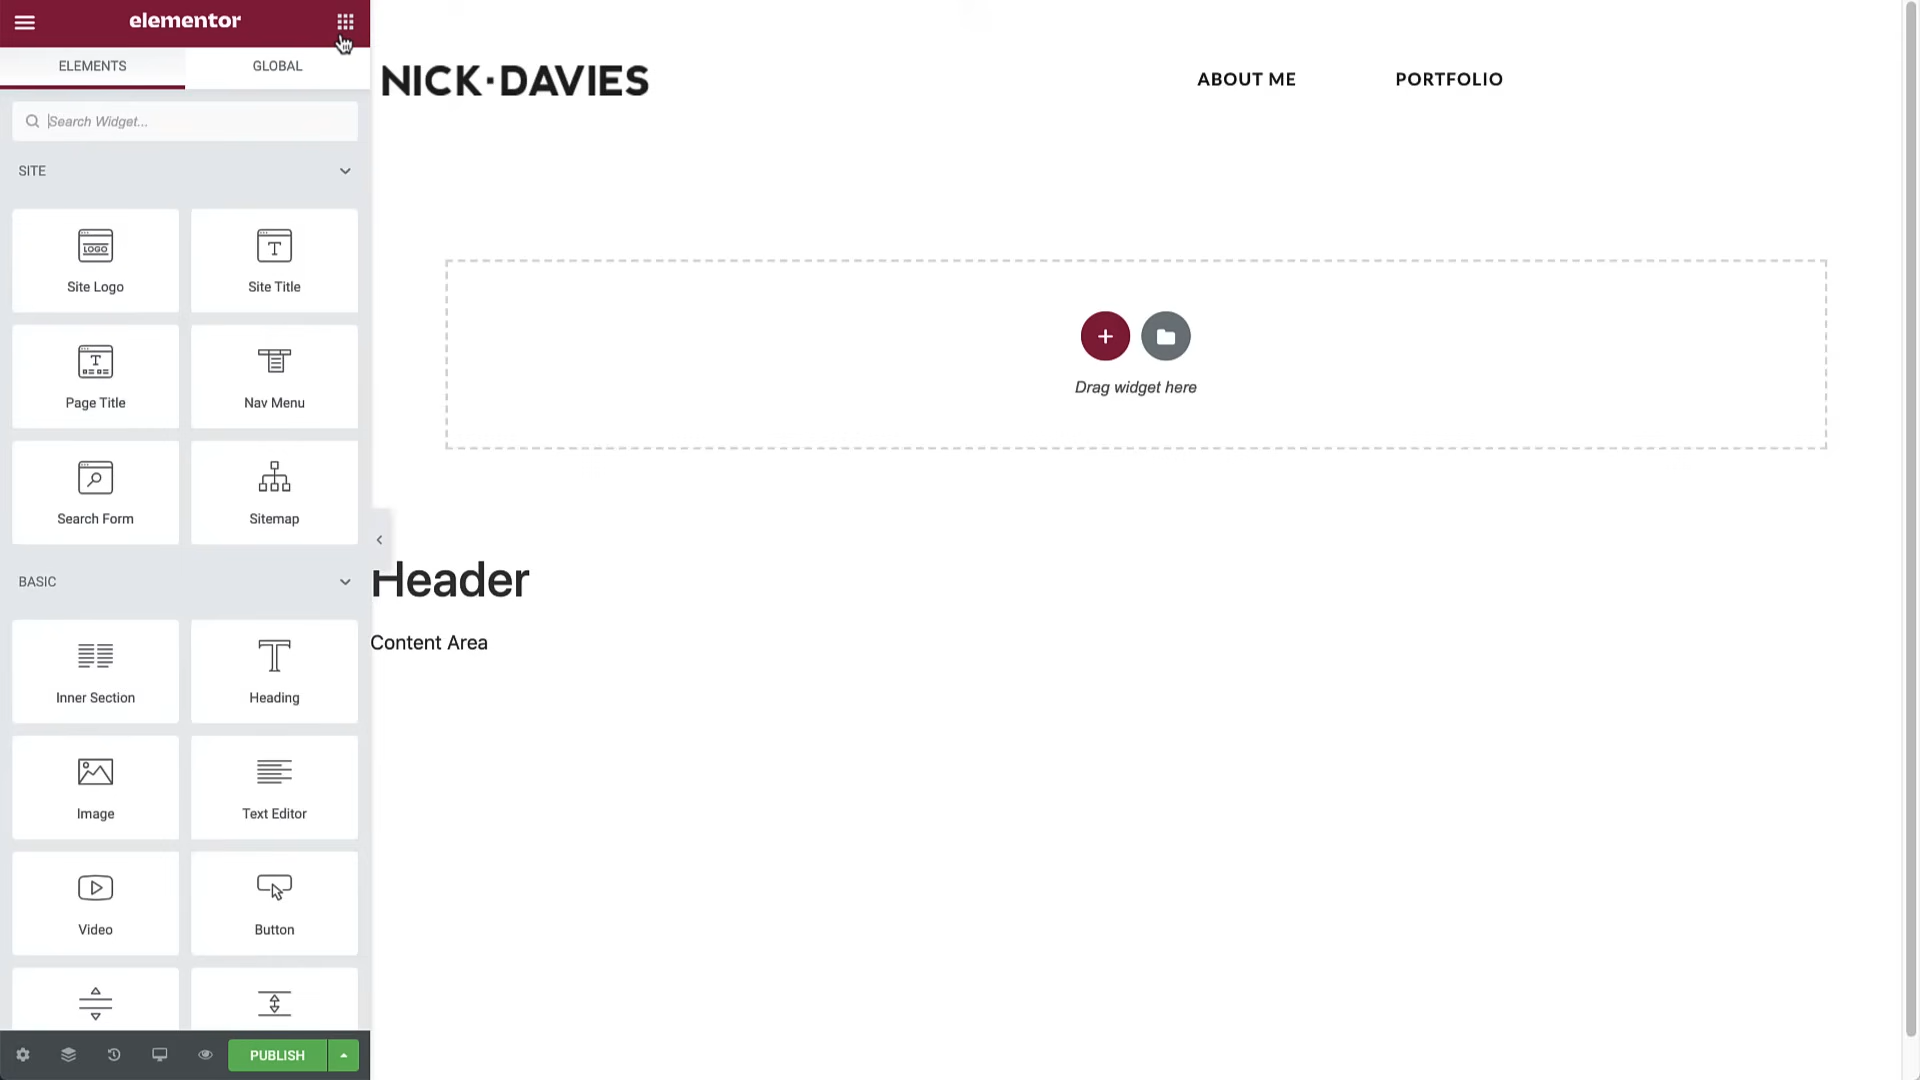 elementor
ELEMENTS
GLOBAL
Search Widget...
SITE
LOGO
Site Logo
T
Site Title
T
Page Title
Nav Menu
Search Form
Sitemap
BASIC
Inner Section
T
Heading
Image
Text Editor
Video
Button
PUBLISH
NICK·DAVIES
ABOUT ME
PORTFOLIO
Drag widget here
Header
Content Area